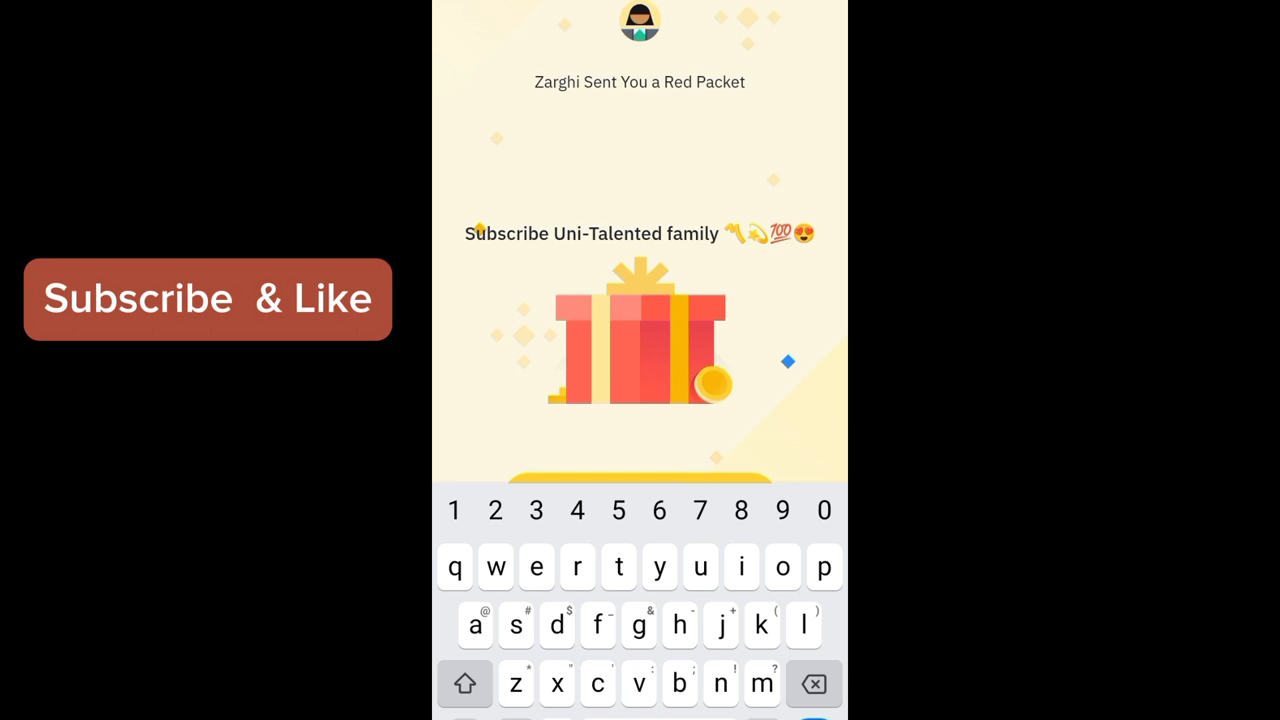 Zarghi Sent You a Red Packet
Subscribe Uni-Talented family 〽️💫💯😍
Subscribe & Like
1 2 3 4 5 6 7 8 9 0
q w e r t y u i o p
@ # $ _ & - + ( )
a s d f g h j k l
* " ' : ; ! ?
z x c v b n m